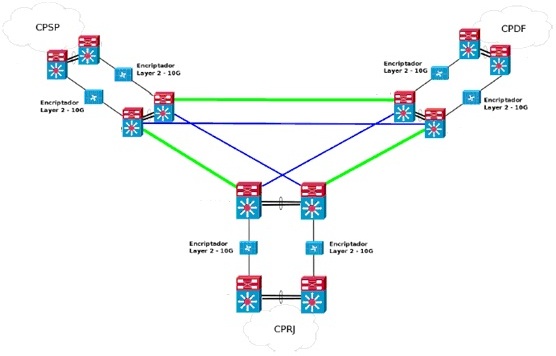 CPSP
CPDF
Encriptador
Layer 2 - 10G
Encriptador
Layer 2 - 10G
Encriptador
Layer 2 - 10G
Encriptador
Layer 2 - 10G
Encriptador
Layer 2 - 10G
Encriptador
Layer 2 - 10G
CPRJ